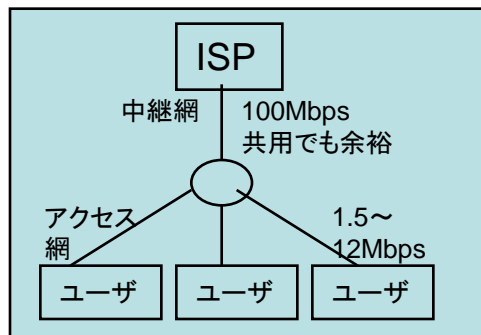 ISP
中継網
100Mbps
共用でも余裕
アクセス
網
1.5～
12Mbps
ユーザ
ユーザ
ユーザ